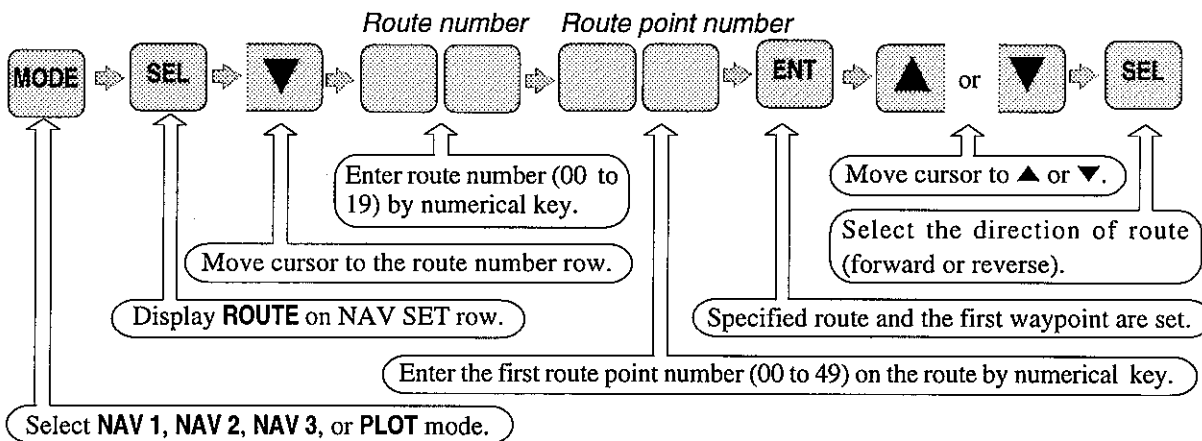 Route number Route point number
MODE SEL ▼ ENT ▲ or ▼ SEL
Enter route number (00 to
19) by numerical key.
Move cursor to ▲ or ▼.
Select the direction of route
(forward or reverse).
Move cursor to the route number row.
Display ROUTE on NAV SET row.
Specified route and the first waypoint are set.
Enter the first route point number (00 to 49) on the route by numerical key.
Select NAV 1, NAV 2, NAV 3, or PLOT mode.